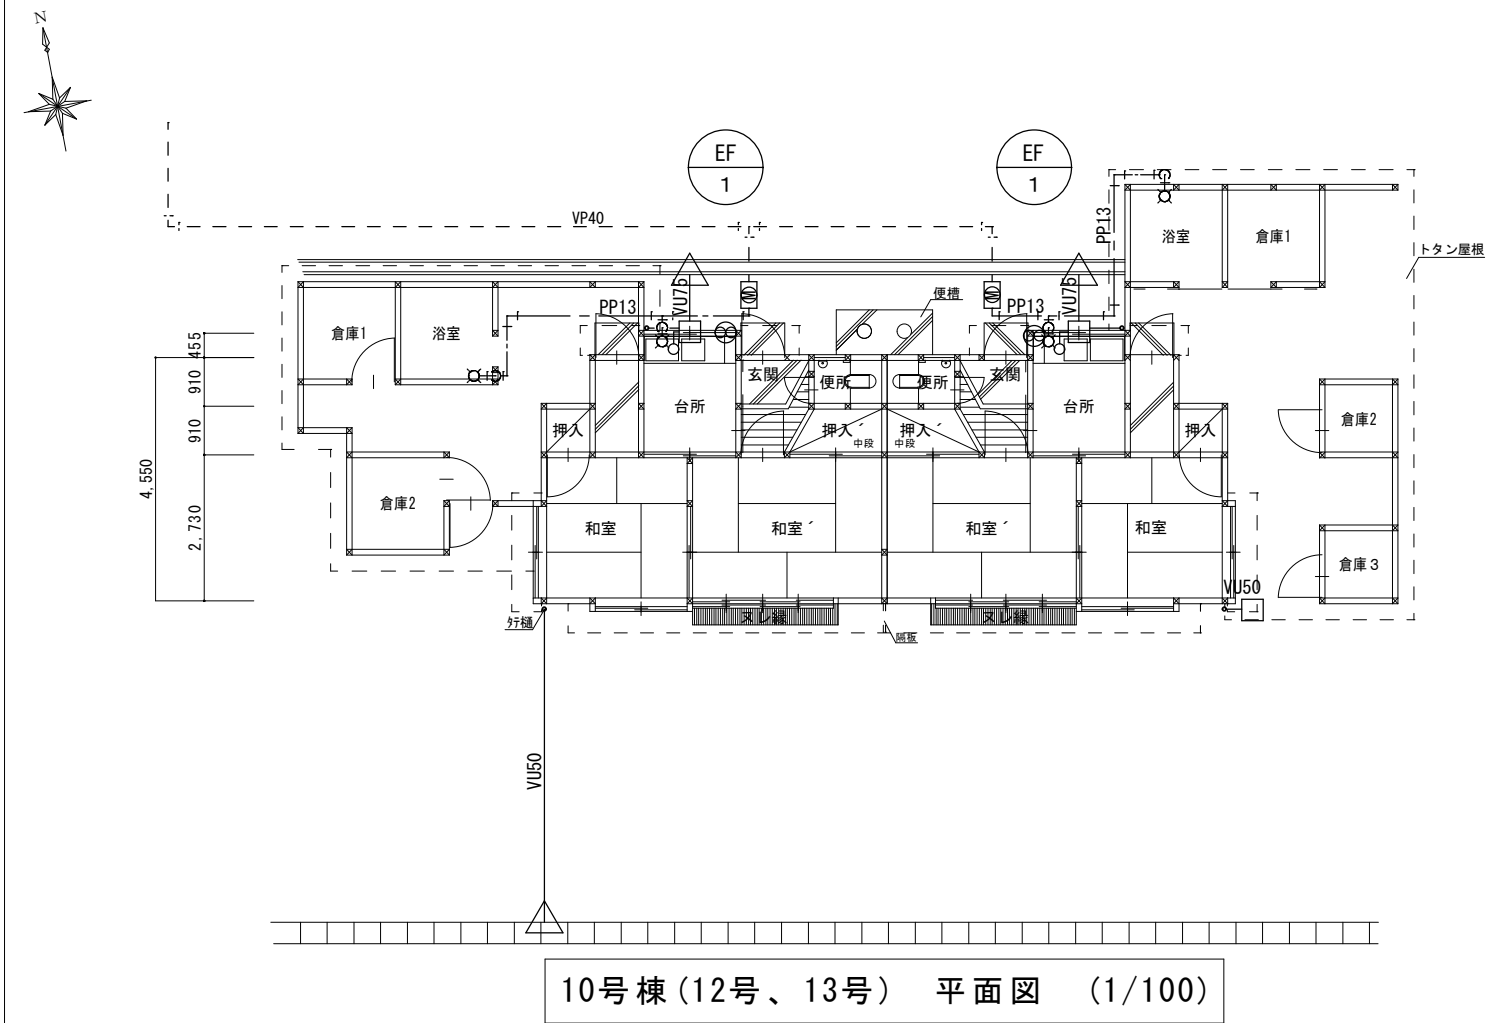 N
EF
1
EF
1
VP40
PP13
浴室
倉庫1
トタン屋根
便槽
PP13
VU75
PP13
VU75
倉庫1
浴室
455
910
910
2,730
4,550
玄関
便所
便所
玄関
台所
台所
押入
押入´
中段
押入´
中段
押入
倉庫2
倉庫2
和室
和室´
和室´
和室
倉庫3
VU50
ヌレ縁
ヌレ縁
タテ樋
隔板
VU50
10号棟(12号、13号) 平面図 (1/100)